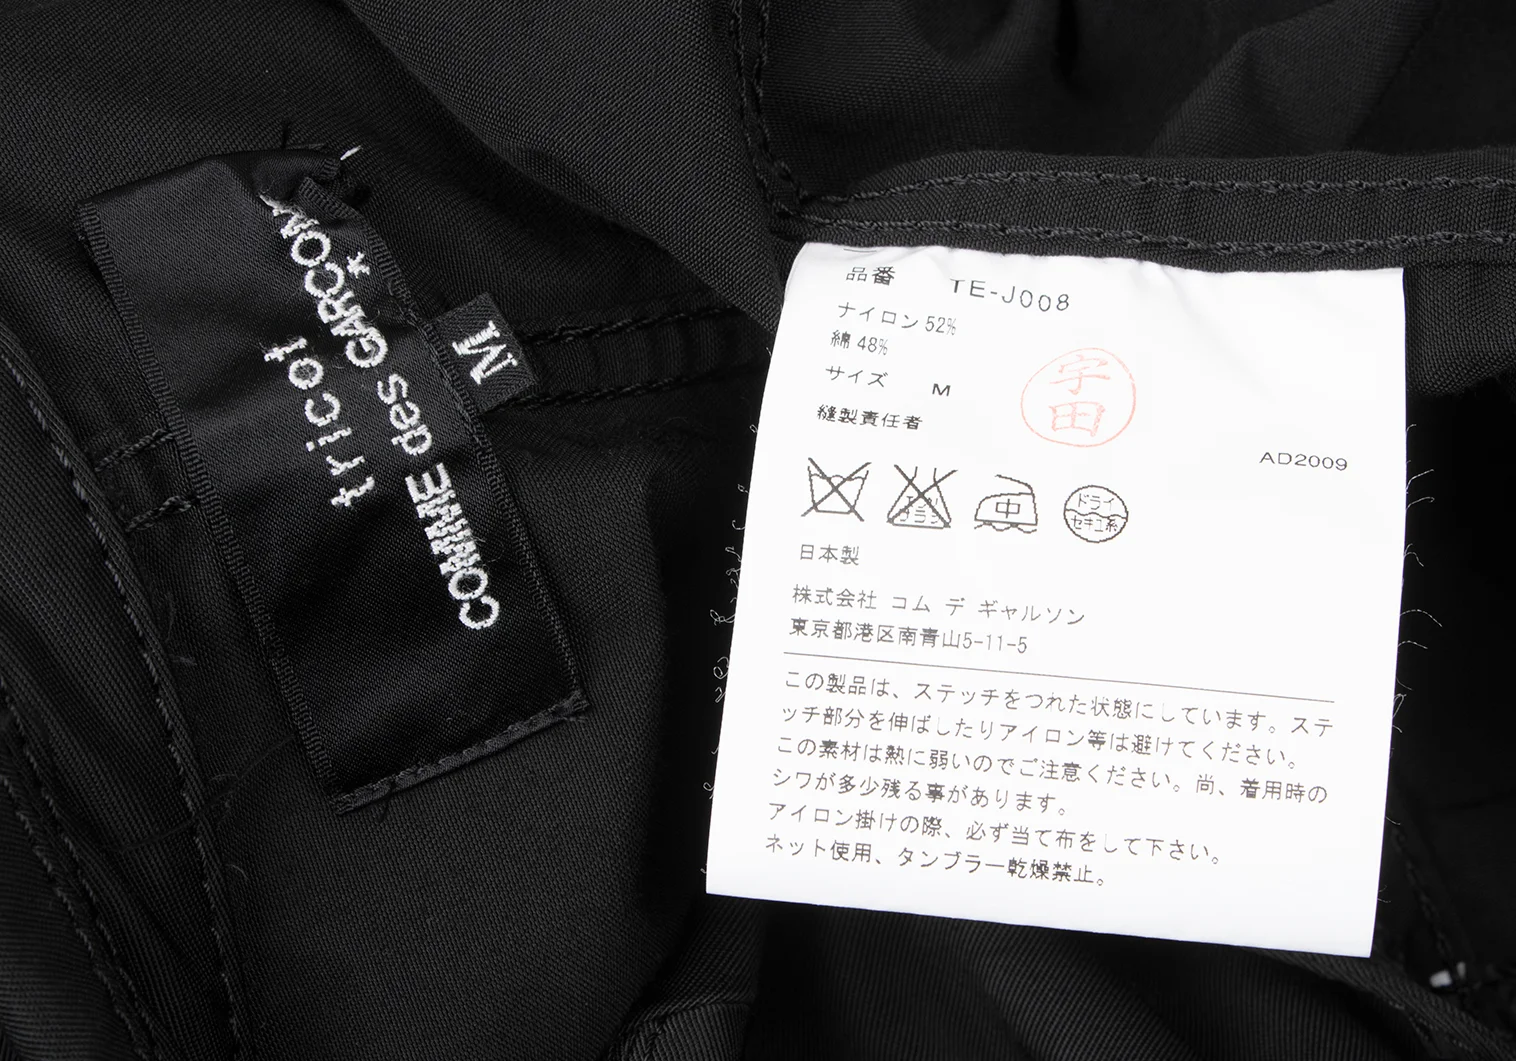 tricot
COMME des GARÇONS*
M
品番 TE-J008
ナイロン 52%
綿 48%
サイズ M
縫製責任者
宇田
AD2009
エンソ
サラシ
中
ドライ
セキユ系
日本製
株式会社 コム デ ギャルソン
東京都港区南青山5-11-5
この製品は、ステッチをつれた状態にしています。ステ
ッチ部分を伸ばしたりアイロン等は避けてください。
この素材は熱に弱いのでご注意ください。尚、着用時の
シワが多少残る事があります。
アイロン掛けの際、必ず当て布をして下さい。
ネット使用、タンブラー乾燥禁止。